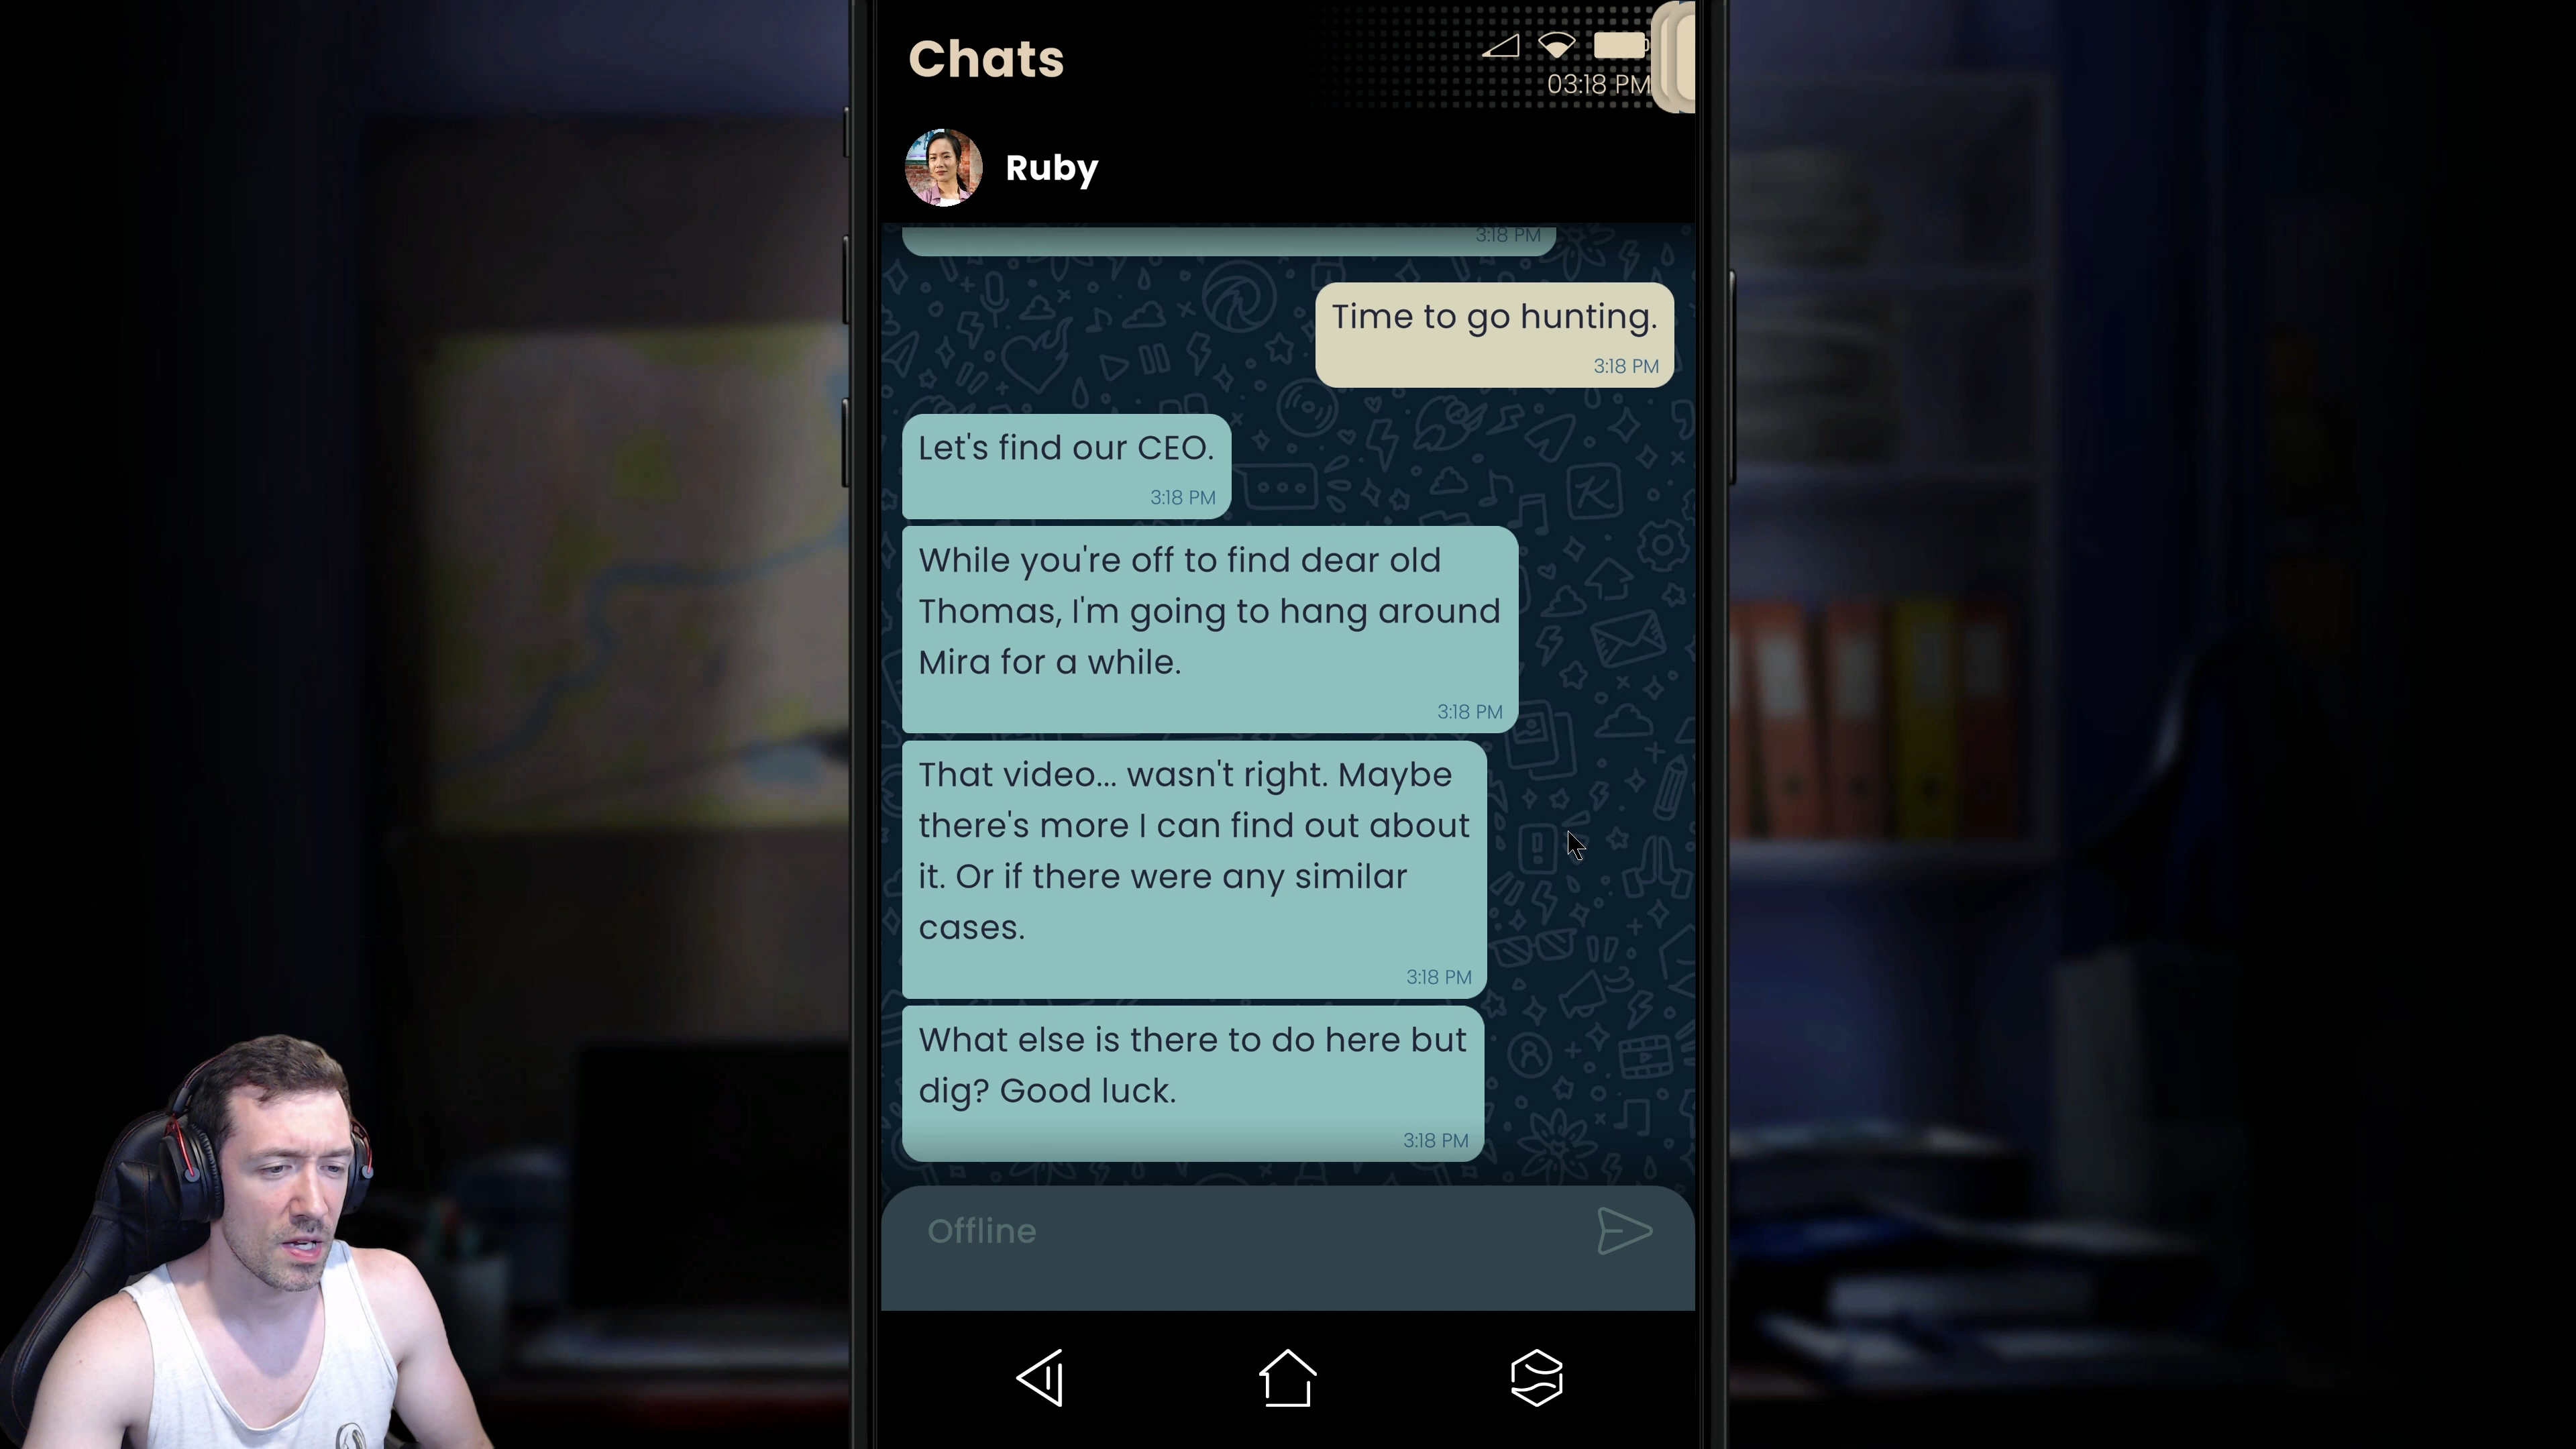 Chats
03:18 PM
Ruby
3:18 PM
Time to go hunting.
3:18 PM
Let's find our CEO.
3:18 PM
While you're off to find dear old
Thomas, I'm going to hang around
Mira for a while.
3:18 PM
That video... wasn't right. Maybe
there's more I can find out about
it. Or if there were any similar
cases.
3:18 PM
What else is there to do here but
dig? Good luck.
3:18 PM
Offline